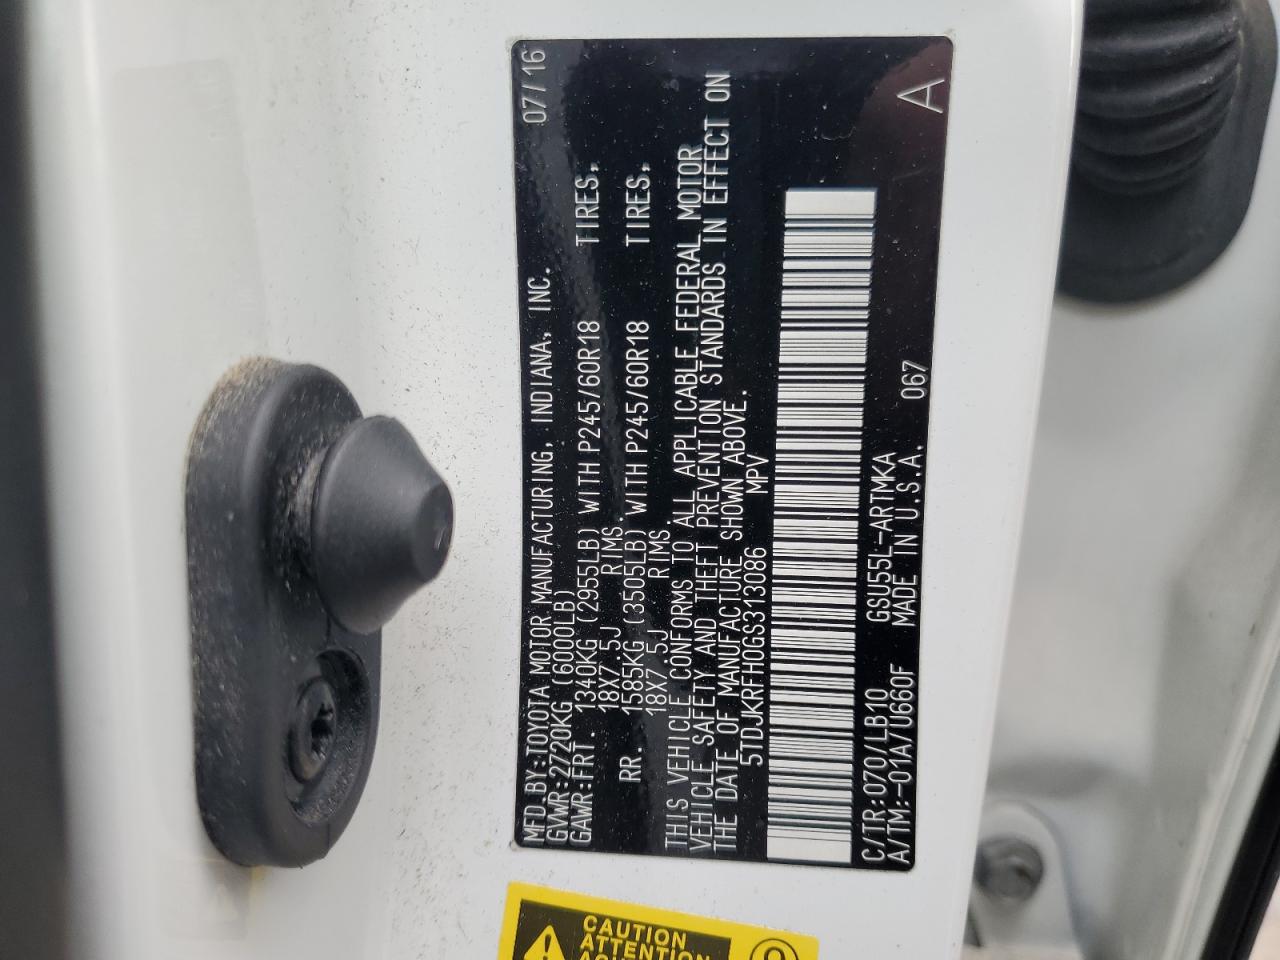 MFD.BY:TOYOTA MOTOR MANUFACTURING, INDIANA, INC. 07/16
GVWR:2720KG (6000LB)
GAWR:FRT. 1340KG (2955LB) WITH P245/60R18 TIRES,
18X7.5J RIMS.
RR. 1585KG (3505LB) WITH P245/60R18 TIRES,
18X7.5J RIMS.
THIS VEHICLE CONFORMS TO ALL APPLICABLE FEDERAL MOTOR
VEHICLE SAFETY AND THEFT PREVENTION STANDARDS IN EFFECT ON
THE DATE OF MANUFACTURE SHOWN ABOVE.
5TDJKRFH0GS313086 MPV
C/TR:070/LB10 GSU55L-ARTMKA 067 A
A/TM:-01A/U660F MADE IN U.S.A.
CAUTION
ATTENTION